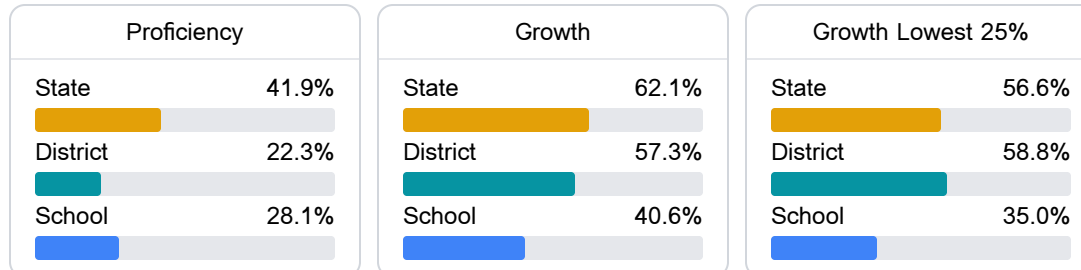 Proficiency
State 41.9%
District 22.3%
School 28.1%
Growth
State 62.1%
District 57.3%
School 40.6%
Growth Lowest 25%
State 56.6%
District 58.8%
School 35.0%